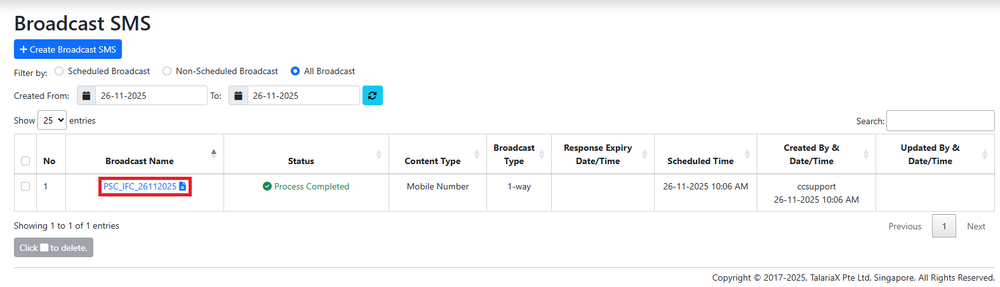 Broadcast SMS
+ Create Broadcast SMS
Filter by: Scheduled Broadcast Non-Scheduled Broadcast All Broadcast
Created From: 26-11-2025 To: 26-11-2025
Show 25 entries Search:
No Broadcast Name Status Content Type Broadcast Type Response Expiry Date/Time Scheduled Time Created By & Date/Time Updated By & Date/Time
1 PSC_IFC_26112025 Process Completed Mobile Number 1-way 26-11-2025 10:06 AM ccsupport
26-11-2025 10:06 AM
Showing 1 to 1 of 1 entries Previous 1 Next
Click to delete.
Copyright © 2017-2025, TalariaX Pte Ltd, Singapore, All Rights Reserved.